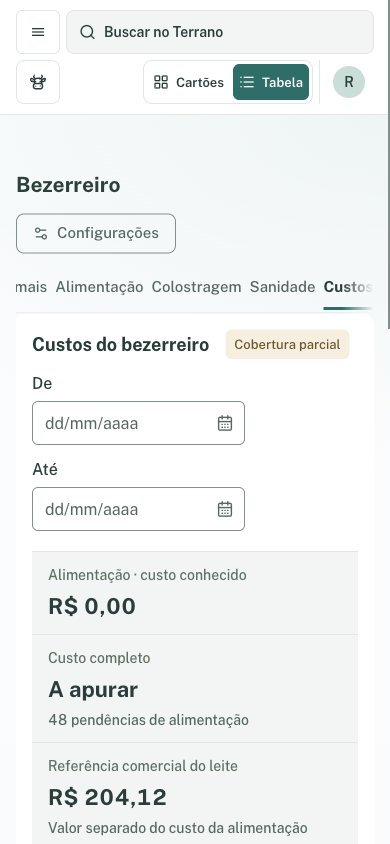 Buscar no Terrano
Cartões
Tabela
R
Bezerreiro
Configurações
mais Alimentação Colostragem Sanidade Custos
Custos do bezerreiro
Cobertura parcial
De
dd/mm/aaaa
Até
dd/mm/aaaa
Alimentação · custo conhecido
R$ 0,00
Custo completo
A apurar
48 pendências de alimentação
Referência comercial do leite
R$ 204,12
Valor separado do custo da alimentação